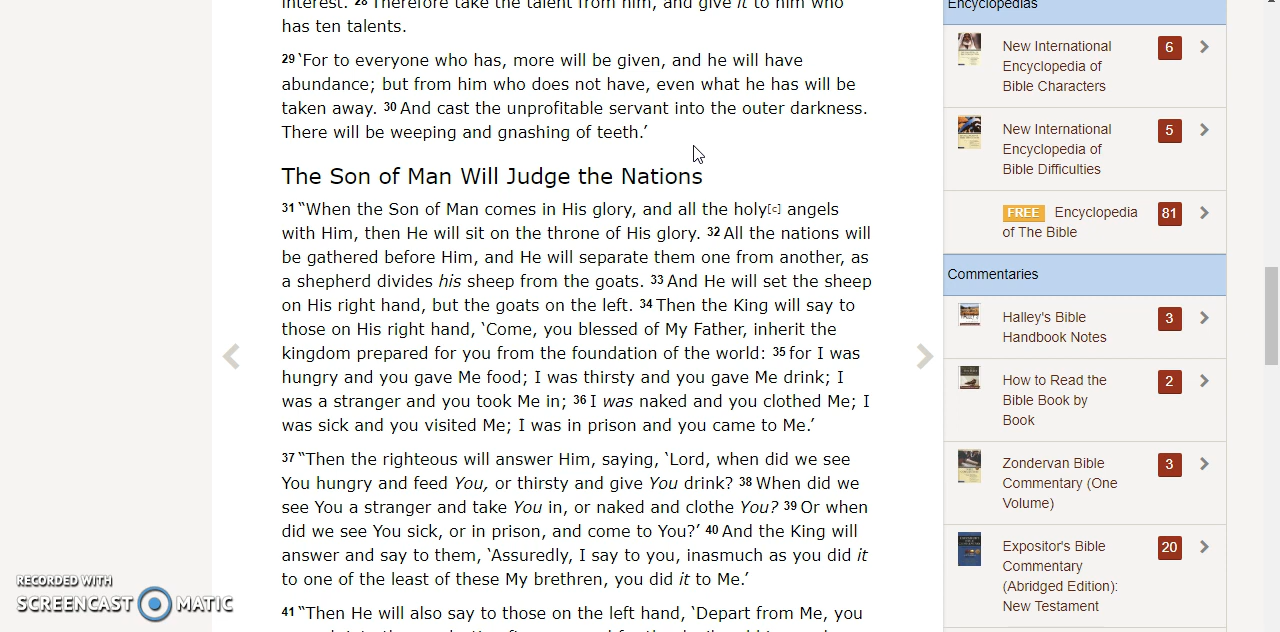 interest. 28 Therefore take the talent from him, and give it to him who
has ten talents.
29 ‘For to everyone who has, more will be given, and he will have
abundance; but from him who does not have, even what he has will be
taken away. 30 And cast the unprofitable servant into the outer darkness.
There will be weeping and gnashing of teeth.’
The Son of Man Will Judge the Nations
31 “When the Son of Man comes in His glory, and all the holy[c] angels
with Him, then He will sit on the throne of His glory. 32 All the nations will
be gathered before Him, and He will separate them one from another, as
a shepherd divides his sheep from the goats. 33 And He will set the sheep
on His right hand, but the goats on the left. 34 Then the King will say to
those on His right hand, ‘Come, you blessed of My Father, inherit the
kingdom prepared for you from the foundation of the world: 35 for I was
hungry and you gave Me food; I was thirsty and you gave Me drink; I
was a stranger and you took Me in; 36 I was naked and you clothed Me; I
was sick and you visited Me; I was in prison and you came to Me.’
37 “Then the righteous will answer Him, saying, ‘Lord, when did we see
You hungry and feed You, or thirsty and give You drink? 38 When did we
see You a stranger and take You in, or naked and clothe You? 39 Or when
did we see You sick, or in prison, and come to You?’ 40 And the King will
answer and say to them, ‘Assuredly, I say to you, inasmuch as you did it
to one of the least of these My brethren, you did it to Me.’
41 “Then He will also say to those on the left hand, ‘Depart from Me, you
Encyclopedias
New International 6
Encyclopedia of
Bible Characters
New International 5
Encyclopedia of
Bible Difficulties
FREE Encyclopedia 81
of The Bible
Commentaries
Halley's Bible 3
Handbook Notes
How to Read the 2
Bible Book by
Book
Zondervan Bible 3
Commentary (One
Volume)
Expositor's Bible 20
Commentary
(Abridged Edition):
New Testament
RECORDED WITH
SCREENCAST MATIC